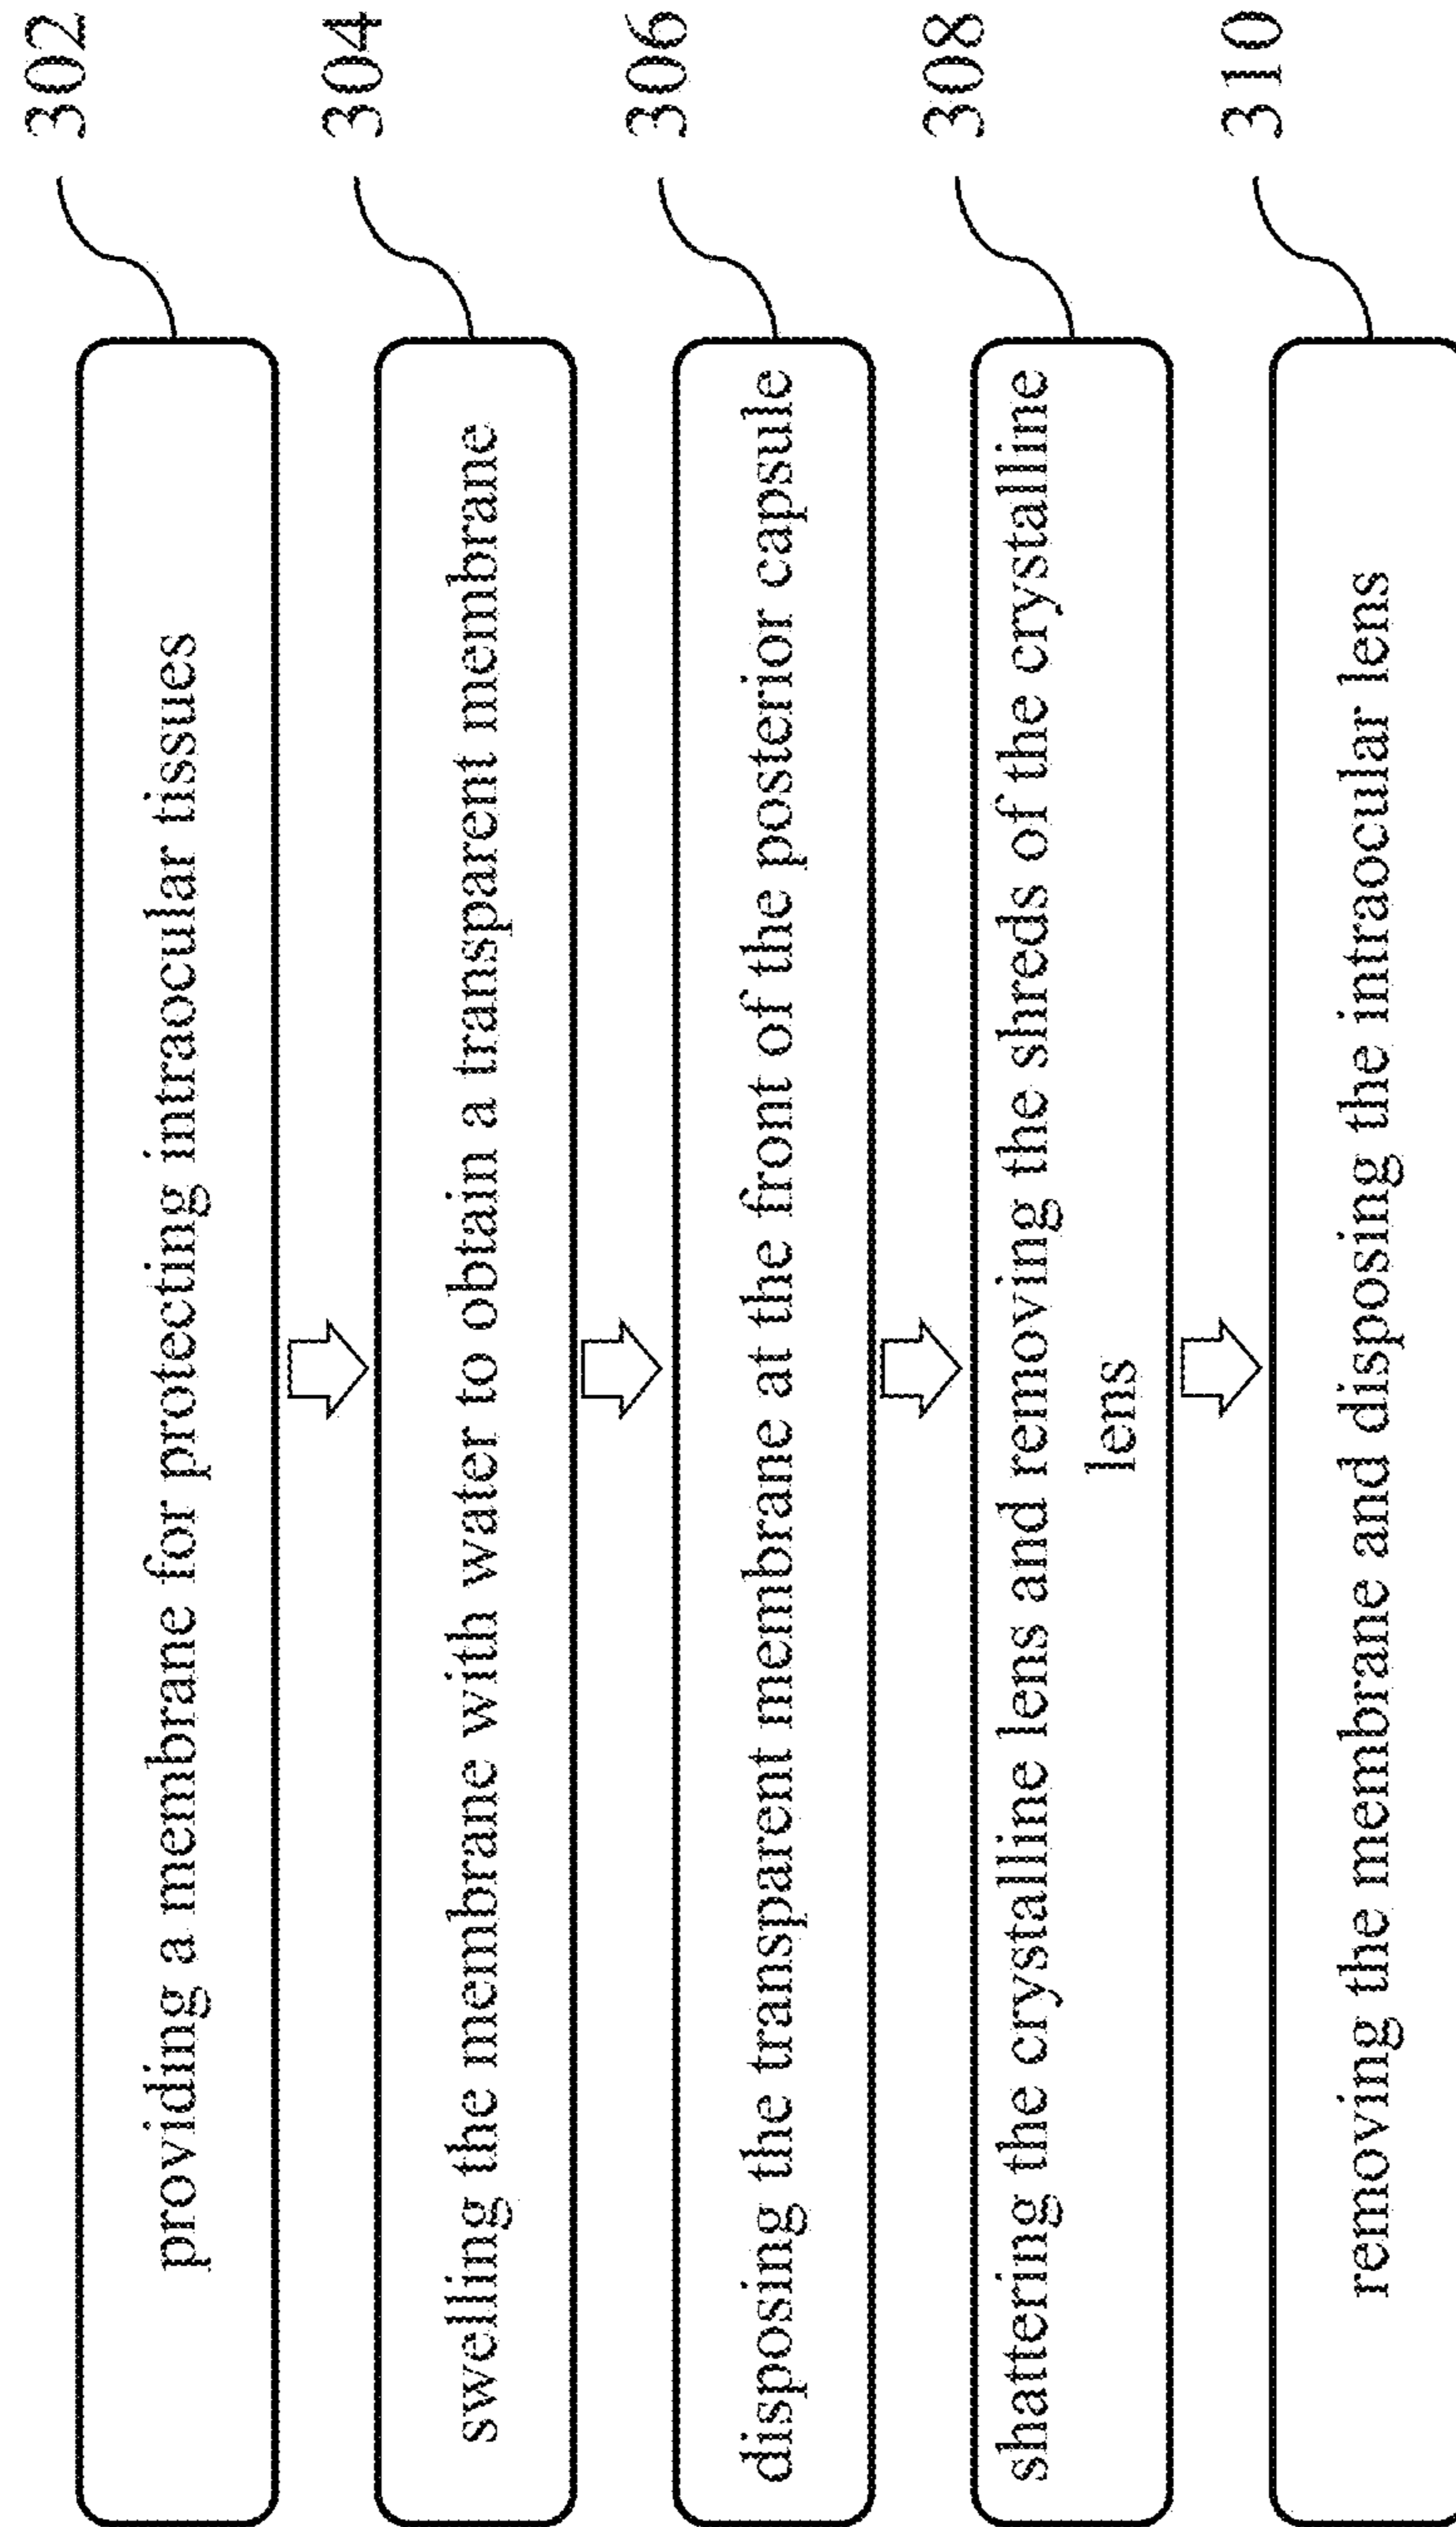 providing a membrane for protecting intraocular tissues
302
swelling the membrane with water to obtain a transparent membrane
304
disposing the transparent membrane at the front of the posterior capsule
306
shattering the crystalline lens and removing the shreds of the crystalline
lens
308
removing the membrane and disposing the intraocular lens
310